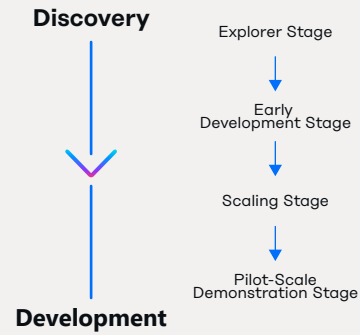 Discovery
Development
Explorer Stage
Early
Development Stage
Scaling Stage
Pilot-Scale
Demonstration Stage